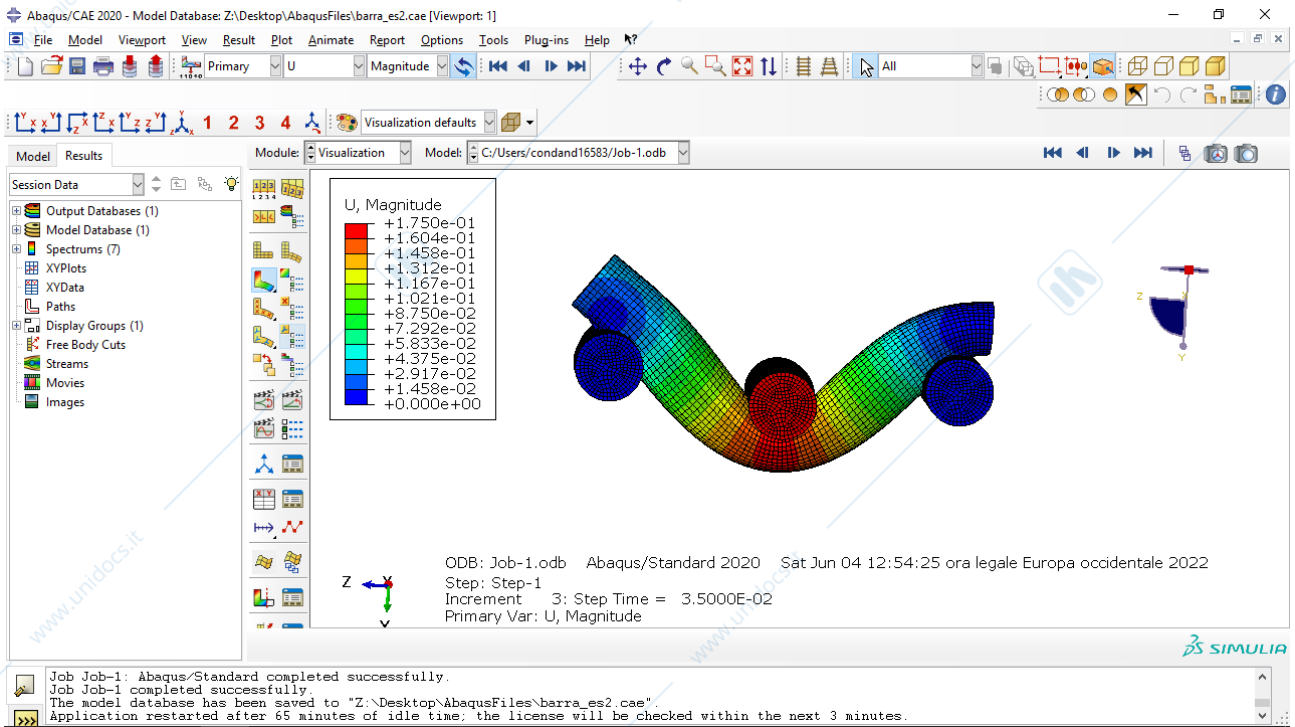 Abaqus/CAE 2020 - Model Database: Z:\Desktop\AbaqusFiles\barra_es2.cae [Viewport: 1]
File Model Viewport View Result Plot Animate Report Options Tools Plug-ins Help
Primary U Magnitude All
1 2 3 4 Visualization defaults
Model Results Module: Visualization Model: C:/Users/condand16583/Job-1.odb
Session Data
Output Databases (1)
Model Database (1)
Spectrums (7)
XYPlots
XYData
Paths
Display Groups (1)
Free Body Cuts
Streams
Movies
Images
U, Magnitude
+1.750e-01
+1.604e-01
+1.458e-01
+1.312e-01
+1.167e-01
+1.021e-01
+8.750e-02
+7.292e-02
+5.833e-02
+4.375e-02
+2.917e-02
+1.458e-02
+0.000e+00
Z
Y
Z X
Y
ODB: Job-1.odb Abaqus/Standard 2020 Sat Jun 04 12:54:25 ora legale Europa occidentale 2022
Step: Step-1
Increment 3: Step Time = 3.5000E-02
Primary Var: U, Magnitude
www.unidocs.it
SIMULIA
Job Job-1: Abaqus/Standard completed successfully.
Job Job-1 completed successfully.
The model database has been saved to "Z:\Desktop\AbaqusFiles\barra_es2.cae".
Application restarted after 65 minutes of idle time; the license will be checked within the next 3 minutes.